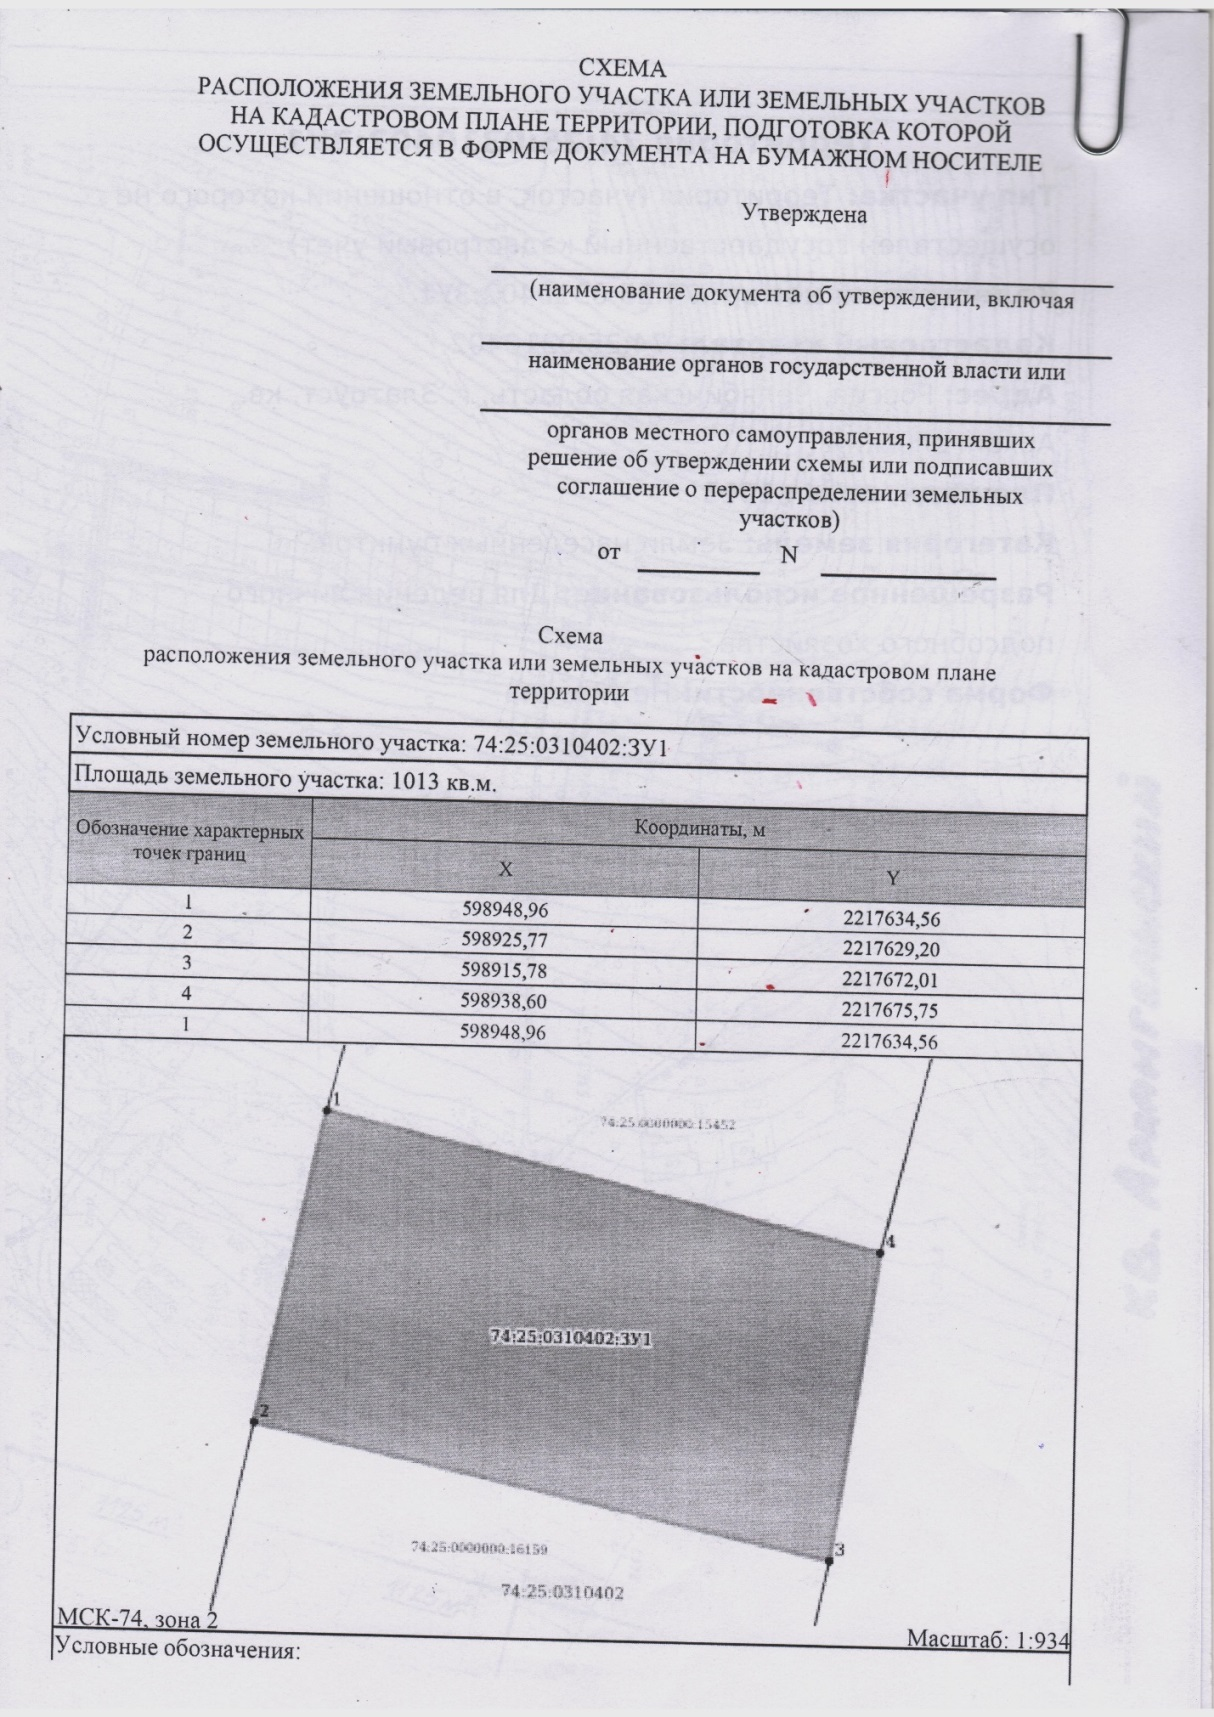 СХЕМА
РАСПОЛОЖЕНИЯ ЗЕМЕЛЬНОГО УЧАСТКА ИЛИ ЗЕМЕЛЬНЫХ УЧАСТКОВ
НА КАДАСТРОВОМ ПЛАНЕ ТЕРРИТОРИИ, ПОДГОТОВКА КОТОРОЙ
ОСУЩЕСТВЛЯЕТСЯ В ФОРМЕ ДОКУМЕНТА НА БУМАЖНОМ НОСИТЕЛЕ
Утверждена
(наименование документа об утверждении, включая
наименование органов государственной власти или
органов местного самоуправления, принявших
решение об утверждении схемы или подписавших
соглашение о перераспределении земельных
участков)
от N
Схема
расположения земельного участка или земельных участков на кадастровом плане
территории
Условный номер земельного участка: 74:25:0310402:ЗУ1
Площадь земельного участка: 1013 кв.м.
Обозначение характерных
точек границ
Координаты, м
X Y
1 598948,96 2217634,56
2 598925,77 2217629,20
3 598915,78 2217672,01
4 598938,60 2217675,75
1 598948,96 2217634,56
1
74:25:0000000:15452
4
74:25:0310402:ЗУ1
2
74:25:0000000:16159
3
74:25:0310402
МСК-74, зона 2
Масштаб: 1:934
Условные обозначения: